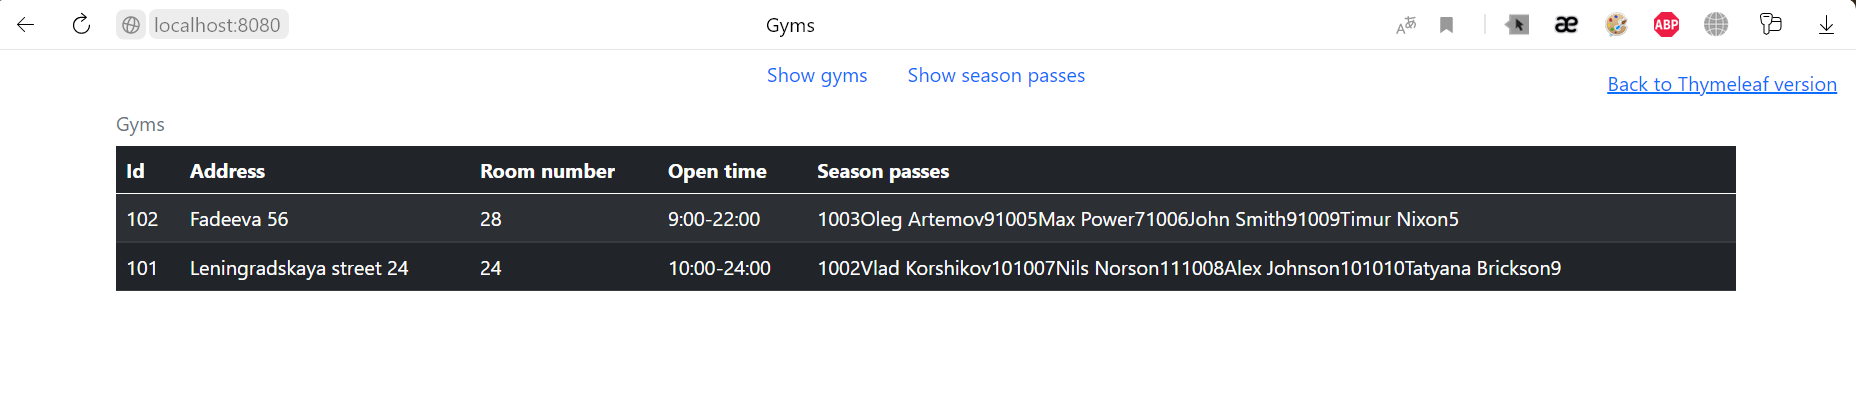 localhost:8080 Gyms A あ æ ABP
Show gyms Show season passes
Back to Thymeleaf version
Gyms
Id Address Room number Open time Season passes
102 Fadeeva 56 28 9:00-22:00 1003Oleg Artemov91005Max Power71006John Smith91009Timur Nixon5
101 Leningradskaya street 24 24 10:00-24:00 1002Vlad Korshikov101007Nils Norson111008Alex Johnson101010Tatyana Brickson9